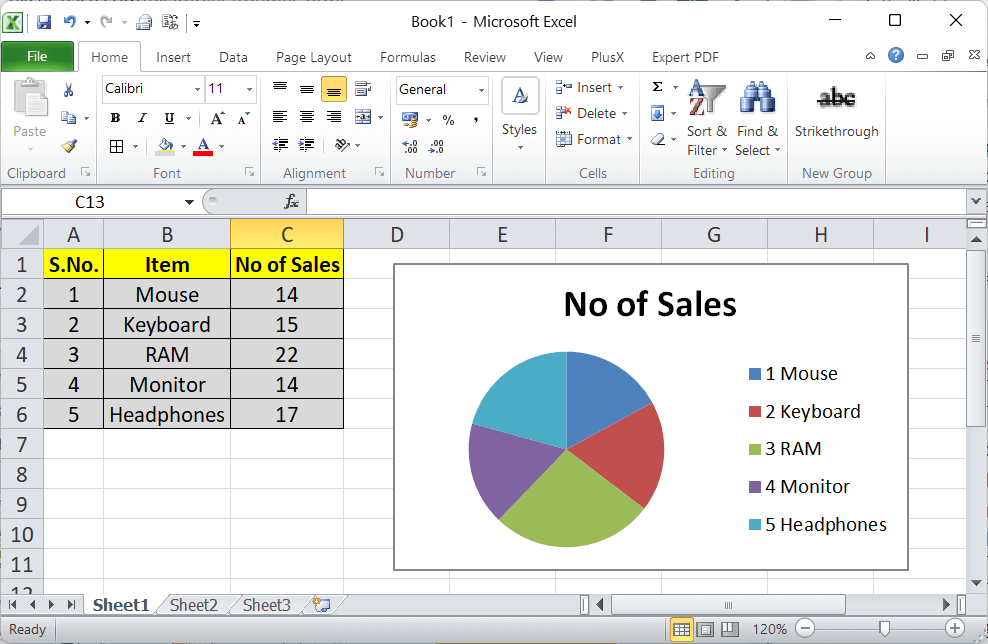 Book1 - Microsoft Excel
File Home Insert Data Page Layout Formulas Review View PlusX Expert PDF
Calibri 11 General Insert
Paste B I U A A % , Styles Delete Sort & Find & Strikethrough
A Format Filter Select
Clipboard Font Alignment Number Cells Editing New Group
C13 fx
A B C D E F G H I
1 S.No. Item No of Sales
2 1 Mouse 14
3 2 Keyboard 15
4 3 RAM 22
5 4 Monitor 14
6 5 Headphones 17
7
8
9
10
11
12
No of Sales
1 Mouse
2 Keyboard
3 RAM
4 Monitor
5 Headphones
Sheet1 Sheet2 Sheet3
Ready 120%